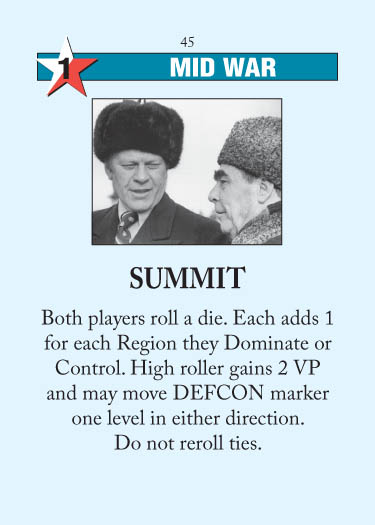 45
1 MID WAR
SUMMIT
Both players roll a die. Each adds 1
for each Region they Dominate or
Control. High roller gains 2 VP
and may move DEFCON marker
one level in either direction.
Do not reroll ties.